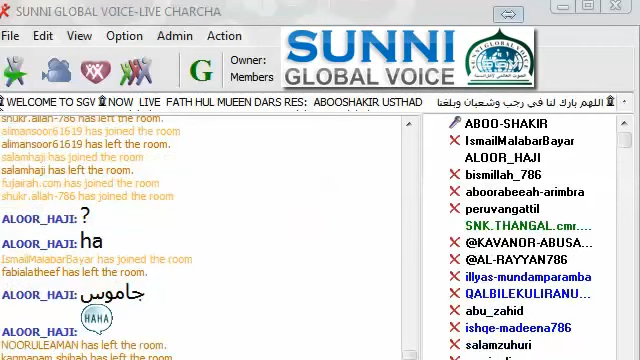 SUNNI GLOBAL VOICE-LIVE CHARCHA
File Edit View Option Admin Action
SUNNI
GLOBAL VOICE
G Owner:
Members
WELCOME TO SGV NOW LIVE FATH HUL MUEEN DARS RES: ABOOSHAKIR USTHAD اللهم بارك لنا في رجب وشعبان وبلغنا
shukr.allah-786 has left the room.
alimansoor61619 has joined the room
alimansoor61619 has left the room.
salamhaji has joined the room
salamhaji has left the room.
fujairah.com has joined the room
shukr.allah-786 has joined the room
ALOOR_HAJI: ?
ALOOR_HAJI: ha
IsmailMalabarBayar has joined the room
fabialatheef has left the room.
ALOOR_HAJI: جاموس
HAHA
ALOOR_HAJI:
NOORULEAMAN has left the room.
kagmanam shihab has left the room.
ABOO-SHAKIR
IsmailMalabarBayar
ALOOR_HAJI
bismillah_786
aboorabeeah-arimbra
peruvangattil
SNK.THANGAL.cmr....
@KAVANOR-ABUSA...
@AL-RAYYAN786
illyas-mundamparamba
QALBILEKULIRANU...
abu_zahid
ishqe-madeena786
salamzuhuri